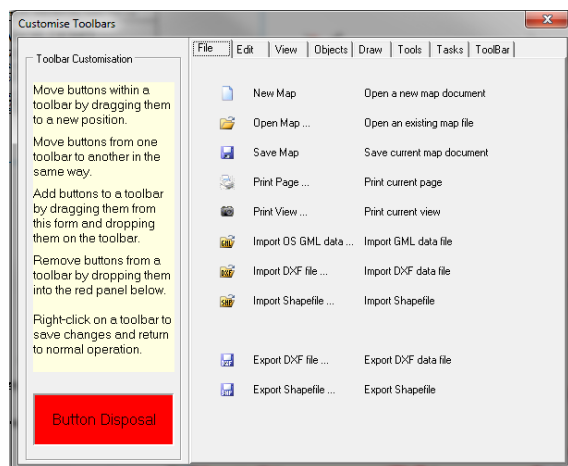 Customise Toolbars
Toolbar Customisation
Move buttons within a
toolbar by dragging them
to a new position.
Move buttons from one
toolbar to another in the
same way.
Add buttons to a toolbar
by dragging them from
this form and dropping
them on the toolbar.
Remove buttons from a
toolbar by dropping them
into the red panel below.
Right-click on a toolbar to
save changes and return
to normal operation.
Button Disposal
File Edit View Objects Draw Tools Tasks ToolBar
New Map Open a new map document
Open Map ... Open an existing map file
Save Map Save current map document
Print Page ... Print current page
Print View ... Print current view
Import OS GML data ... Import GML data file
Import DXF file ... Import DXF data file
Import Shapefile ... Import Shapefile
Export DXF file ... Export DXF data file
Export Shapefile ... Export Shapefile